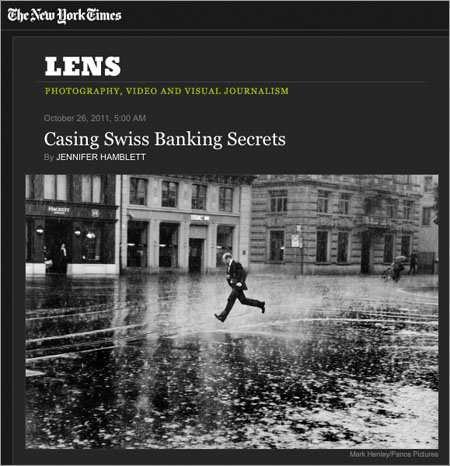 The New York Times
LENS
PHOTOGRAPHY, VIDEO AND VISUAL JOURNALISM
October 26, 2011, 5:00 AM
Casing Swiss Banking Secrets
By JENNIFER HAMBLETT
HACKETT
Mark Henley/Panos Pictures